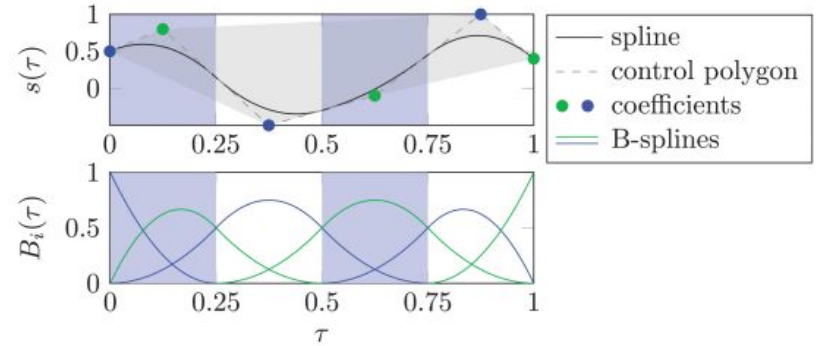 1
0.5
0
s(τ)
0 0.25 0.5 0.75 1
spline
control polygon
coefficients
B-splines
1
0.5
0
B_i(τ)
0 0.25 0.5 0.75 1
τ